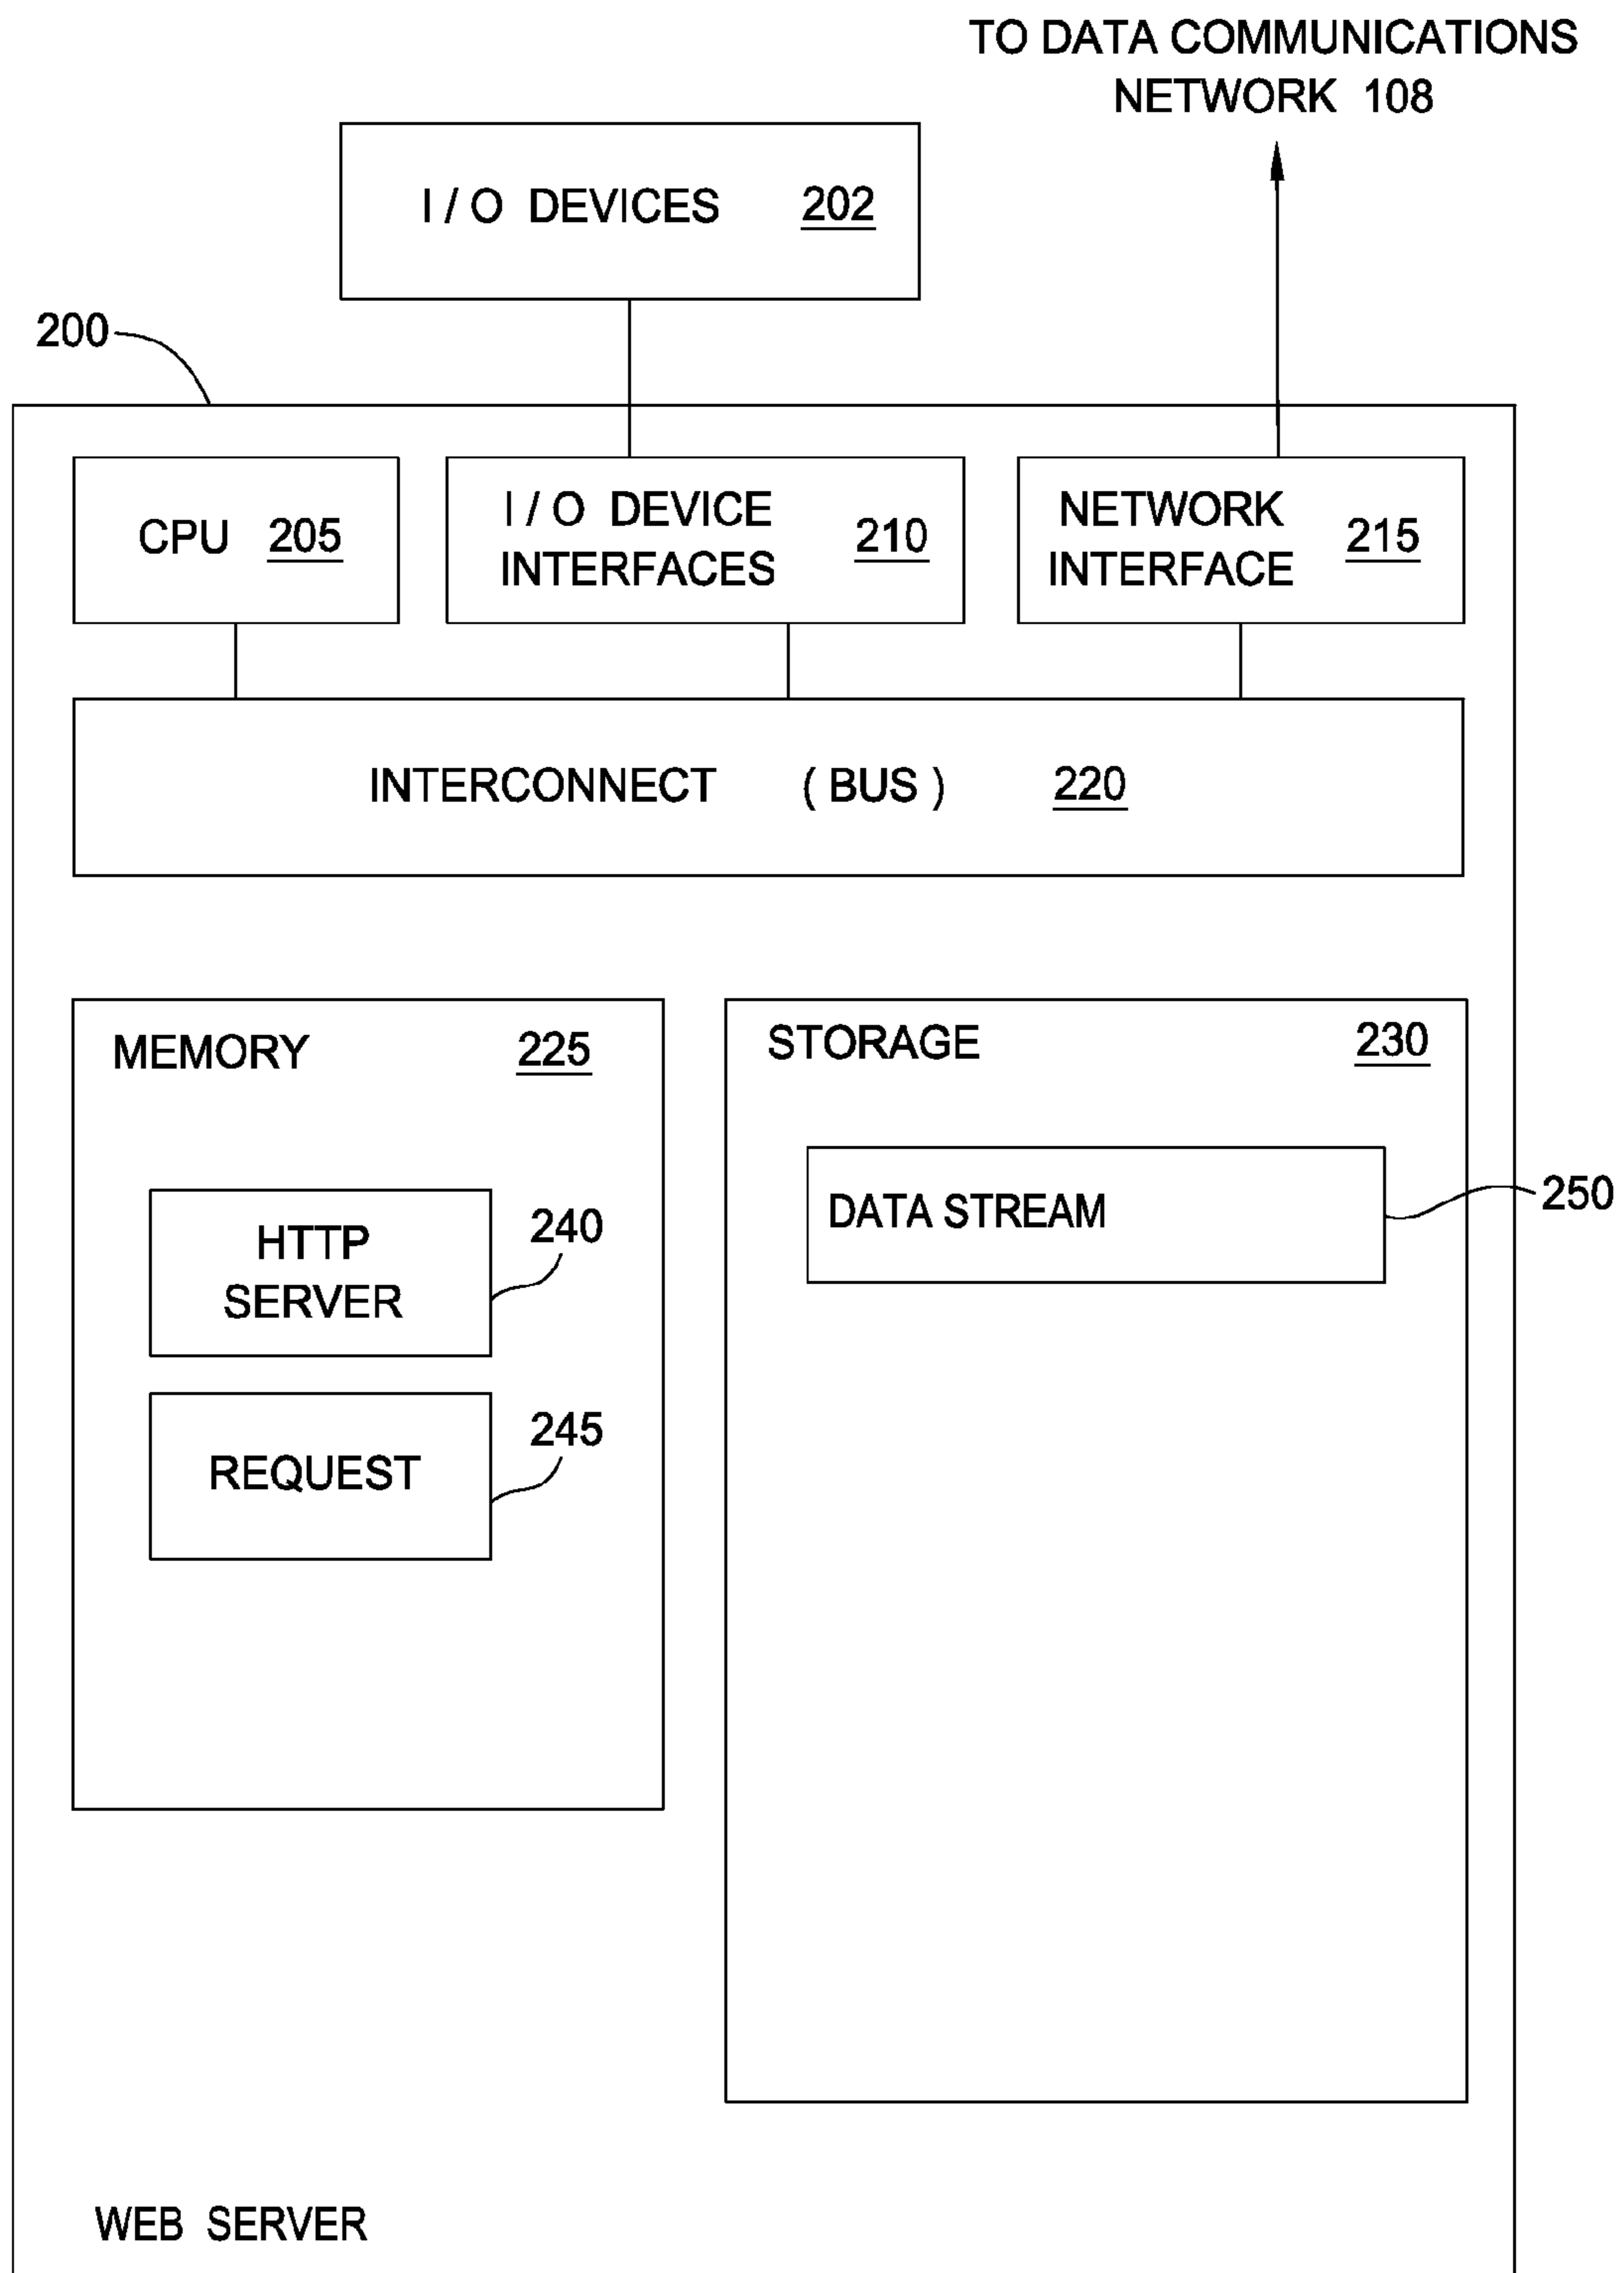 TO DATA COMMUNICATIONS
NETWORK 108
I / O DEVICES 202
200
CPU 205
I / O DEVICE
INTERFACES 210
NETWORK
INTERFACE 215
INTERCONNECT ( BUS ) 220
MEMORY 225
STORAGE 230
DATA STREAM
250
HTTP
SERVER
240
REQUEST
245
WEB SERVER